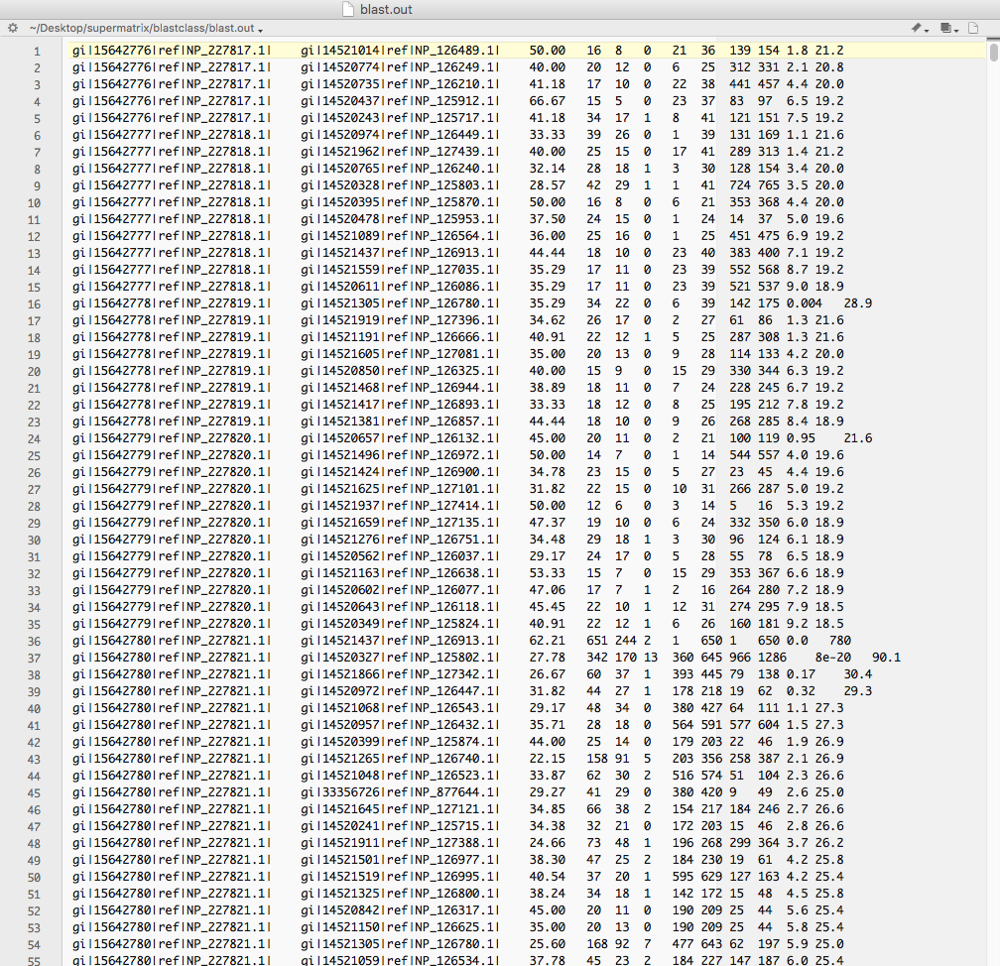 blast.out
~/Desktop/supermatrix/blastclass/blast.out
1 gi|15642776|ref|NP_227817.1| gi|14521014|ref|NP_126489.1| 50.00 16 8 0 21 36 139 154 1.8 21.2
2 gi|15642776|ref|NP_227817.1| gi|14520774|ref|NP_126249.1| 40.00 20 12 0 6 25 312 331 2.1 20.8
3 gi|15642776|ref|NP_227817.1| gi|14520735|ref|NP_126210.1| 41.18 17 10 0 22 38 441 457 4.4 20.0
4 gi|15642776|ref|NP_227817.1| gi|14520437|ref|NP_125912.1| 66.67 15 5 0 23 37 83 97 6.5 19.2
5 gi|15642776|ref|NP_227817.1| gi|14520243|ref|NP_125717.1| 41.18 34 17 1 8 41 121 151 7.5 19.2
6 gi|15642777|ref|NP_227818.1| gi|14520974|ref|NP_126449.1| 33.33 39 26 0 1 39 131 169 1.1 21.6
7 gi|15642777|ref|NP_227818.1| gi|14521962|ref|NP_127439.1| 40.00 25 15 0 17 41 289 313 1.4 21.2
8 gi|15642777|ref|NP_227818.1| gi|14520765|ref|NP_126240.1| 32.14 28 18 1 3 30 128 154 3.4 20.0
9 gi|15642777|ref|NP_227818.1| gi|14520328|ref|NP_125803.1| 28.57 42 29 1 1 41 724 765 3.5 20.0
10 gi|15642777|ref|NP_227818.1| gi|14520395|ref|NP_125870.1| 50.00 16 8 0 6 21 353 368 4.4 20.0
11 gi|15642777|ref|NP_227818.1| gi|14520478|ref|NP_125953.1| 37.50 24 15 0 1 24 14 37 5.0 19.6
12 gi|15642777|ref|NP_227818.1| gi|14521089|ref|NP_126564.1| 36.00 25 16 0 1 25 451 475 6.9 19.2
13 gi|15642777|ref|NP_227818.1| gi|14521437|ref|NP_126913.1| 44.44 18 10 0 23 40 383 400 7.1 19.2
14 gi|15642777|ref|NP_227818.1| gi|14521559|ref|NP_127035.1| 35.29 17 11 0 23 39 552 568 8.7 19.2
15 gi|15642777|ref|NP_227818.1| gi|14520611|ref|NP_126086.1| 35.29 17 11 0 23 39 521 537 9.0 18.9
16 gi|15642778|ref|NP_227819.1| gi|14521305|ref|NP_126780.1| 35.29 34 22 0 6 39 142 175 0.004 28.9
17 gi|15642778|ref|NP_227819.1| gi|14521919|ref|NP_127396.1| 34.62 26 17 0 2 27 61 86 1.3 21.6
18 gi|15642778|ref|NP_227819.1| gi|14521191|ref|NP_126666.1| 40.91 22 12 1 5 25 287 308 1.3 21.6
19 gi|15642778|ref|NP_227819.1| gi|14521605|ref|NP_127081.1| 35.00 20 13 0 9 28 114 133 4.2 20.0
20 gi|15642778|ref|NP_227819.1| gi|14520850|ref|NP_126325.1| 40.00 15 9 0 15 29 330 344 6.3 19.2
21 gi|15642778|ref|NP_227819.1| gi|14521468|ref|NP_126944.1| 38.89 18 11 0 7 24 228 245 6.7 19.2
22 gi|15642778|ref|NP_227819.1| gi|14521417|ref|NP_126893.1| 33.33 18 12 0 8 25 195 212 7.8 19.2
23 gi|15642778|ref|NP_227819.1| gi|14521381|ref|NP_126857.1| 44.44 18 10 0 9 26 268 285 8.4 18.9
24 gi|15642779|ref|NP_227820.1| gi|14520657|ref|NP_126132.1| 45.00 20 11 0 2 21 100 119 0.95 21.6
25 gi|15642779|ref|NP_227820.1| gi|14521496|ref|NP_126972.1| 50.00 14 7 0 1 14 544 557 4.0 19.6
26 gi|15642779|ref|NP_227820.1| gi|14521424|ref|NP_126900.1| 34.78 23 15 0 5 27 23 45 4.4 19.6
27 gi|15642779|ref|NP_227820.1| gi|14521625|ref|NP_127101.1| 31.82 22 15 0 10 31 266 287 5.0 19.2
28 gi|15642779|ref|NP_227820.1| gi|14521937|ref|NP_127414.1| 50.00 12 6 0 3 14 5 16 5.3 19.2
29 gi|15642779|ref|NP_227820.1| gi|14521659|ref|NP_127135.1| 47.37 19 10 0 6 24 332 350 6.0 18.9
30 gi|15642779|ref|NP_227820.1| gi|14521276|ref|NP_126751.1| 34.48 29 18 1 3 30 96 124 6.1 18.9
31 gi|15642779|ref|NP_227820.1| gi|14520562|ref|NP_126037.1| 29.17 24 17 0 5 28 55 78 6.5 18.9
32 gi|15642779|ref|NP_227820.1| gi|14521163|ref|NP_126638.1| 53.33 15 7 0 15 29 353 367 6.6 18.9
33 gi|15642779|ref|NP_227820.1| gi|14520602|ref|NP_126077.1| 47.06 17 7 1 2 16 264 280 7.2 18.9
34 gi|15642779|ref|NP_227820.1| gi|14520643|ref|NP_126118.1| 45.45 22 10 1 12 31 274 295 7.9 18.5
35 gi|15642779|ref|NP_227820.1| gi|14520349|ref|NP_125824.1| 40.91 22 12 1 6 26 160 181 9.2 18.5
36 gi|15642780|ref|NP_227821.1| gi|14521437|ref|NP_126913.1| 62.21 651 244 2 1 650 1 650 0.0 780
37 gi|15642780|ref|NP_227821.1| gi|14520327|ref|NP_125802.1| 27.78 342 170 13 360 645 966 1286 8e-20 90.1
38 gi|15642780|ref|NP_227821.1| gi|14521866|ref|NP_127342.1| 26.67 60 37 1 393 445 79 138 0.17 30.4
39 gi|15642780|ref|NP_227821.1| gi|14520972|ref|NP_126447.1| 31.82 44 27 1 178 218 19 62 0.32 29.3
40 gi|15642780|ref|NP_227821.1| gi|14521068|ref|NP_126543.1| 29.17 48 34 0 380 427 64 111 1.1 27.3
41 gi|15642780|ref|NP_227821.1| gi|14520957|ref|NP_126432.1| 35.71 28 18 0 564 591 577 604 1.5 27.3
42 gi|15642780|ref|NP_227821.1| gi|14520399|ref|NP_125874.1| 44.00 25 14 0 179 203 22 46 1.9 26.9
43 gi|15642780|ref|NP_227821.1| gi|14521265|ref|NP_126740.1| 22.15 158 91 5 203 356 258 387 2.1 26.9
44 gi|15642780|ref|NP_227821.1| gi|14521048|ref|NP_126523.1| 33.87 62 30 2 516 574 51 104 2.3 26.6
45 gi|15642780|ref|NP_227821.1| gi|33356726|ref|NP_877644.1| 29.27 41 29 0 380 420 9 49 2.6 25.0
46 gi|15642780|ref|NP_227821.1| gi|14521645|ref|NP_127121.1| 34.85 66 38 2 154 217 184 246 2.7 26.6
47 gi|15642780|ref|NP_227821.1| gi|14520241|ref|NP_125715.1| 34.38 32 21 0 172 203 15 46 2.8 26.6
48 gi|15642780|ref|NP_227821.1| gi|14521911|ref|NP_127388.1| 24.66 73 48 1 196 268 299 364 3.7 26.2
49 gi|15642780|ref|NP_227821.1| gi|14521501|ref|NP_126977.1| 38.30 47 25 2 184 230 19 61 4.2 25.8
50 gi|15642780|ref|NP_227821.1| gi|14521519|ref|NP_126995.1| 40.54 37 20 1 595 629 127 163 4.2 25.4
51 gi|15642780|ref|NP_227821.1| gi|14521325|ref|NP_126800.1| 38.24 34 18 1 142 172 15 48 4.5 25.8
52 gi|15642780|ref|NP_227821.1| gi|14520842|ref|NP_126317.1| 45.00 20 11 0 190 209 25 44 5.6 25.4
53 gi|15642780|ref|NP_227821.1| gi|14521150|ref|NP_126625.1| 35.00 20 13 0 190 209 25 44 5.8 25.4
54 gi|15642780|ref|NP_227821.1| gi|14521305|ref|NP_126780.1| 25.60 168 92 7 477 643 62 197 5.9 25.0
55 gi|15642780|ref|NP_227821.1| gi|14521059|ref|NP_126534.1| 37.78 45 23 2 184 227 147 187 6.0 25.4